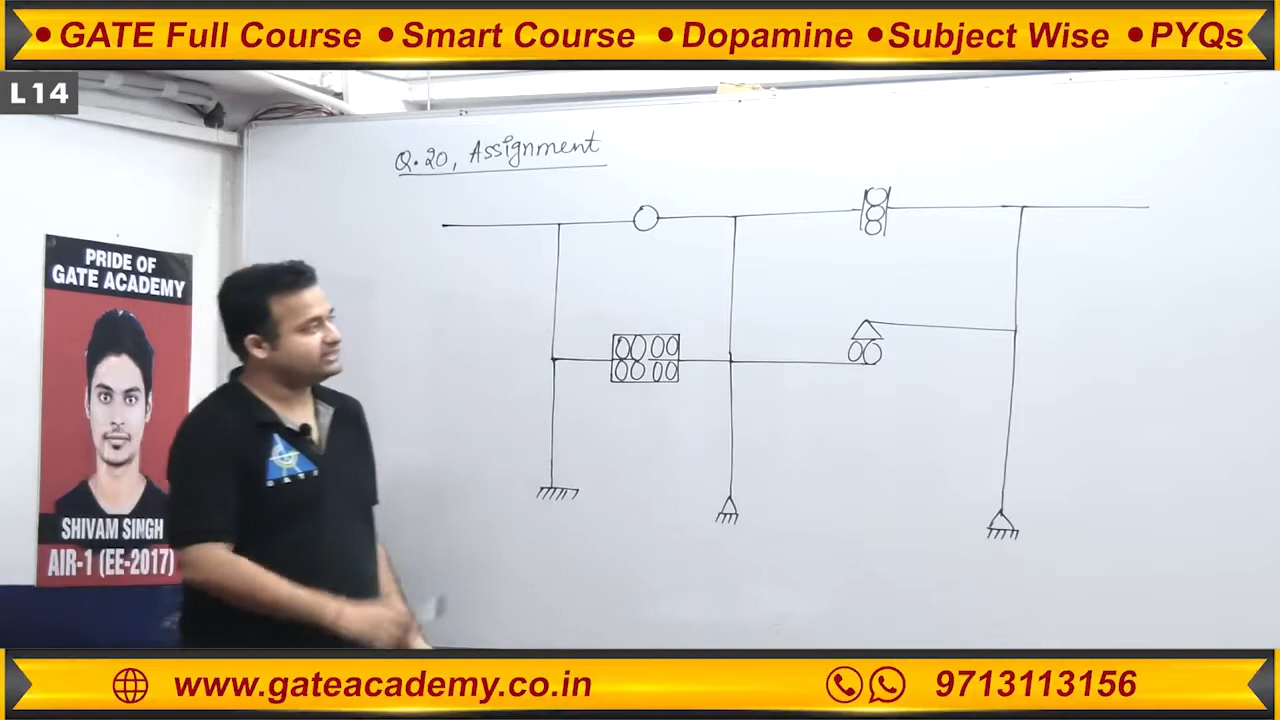 • GATE Full Course • Smart Course • Dopamine • Subject Wise • PYQs
L14
Q.20, Assignment
PRIDE OF
GATE ACADEMY
SHIVAM SINGH
AIR-1 (EE-2017)
GATE
www.gateacademy.co.in
9713113156